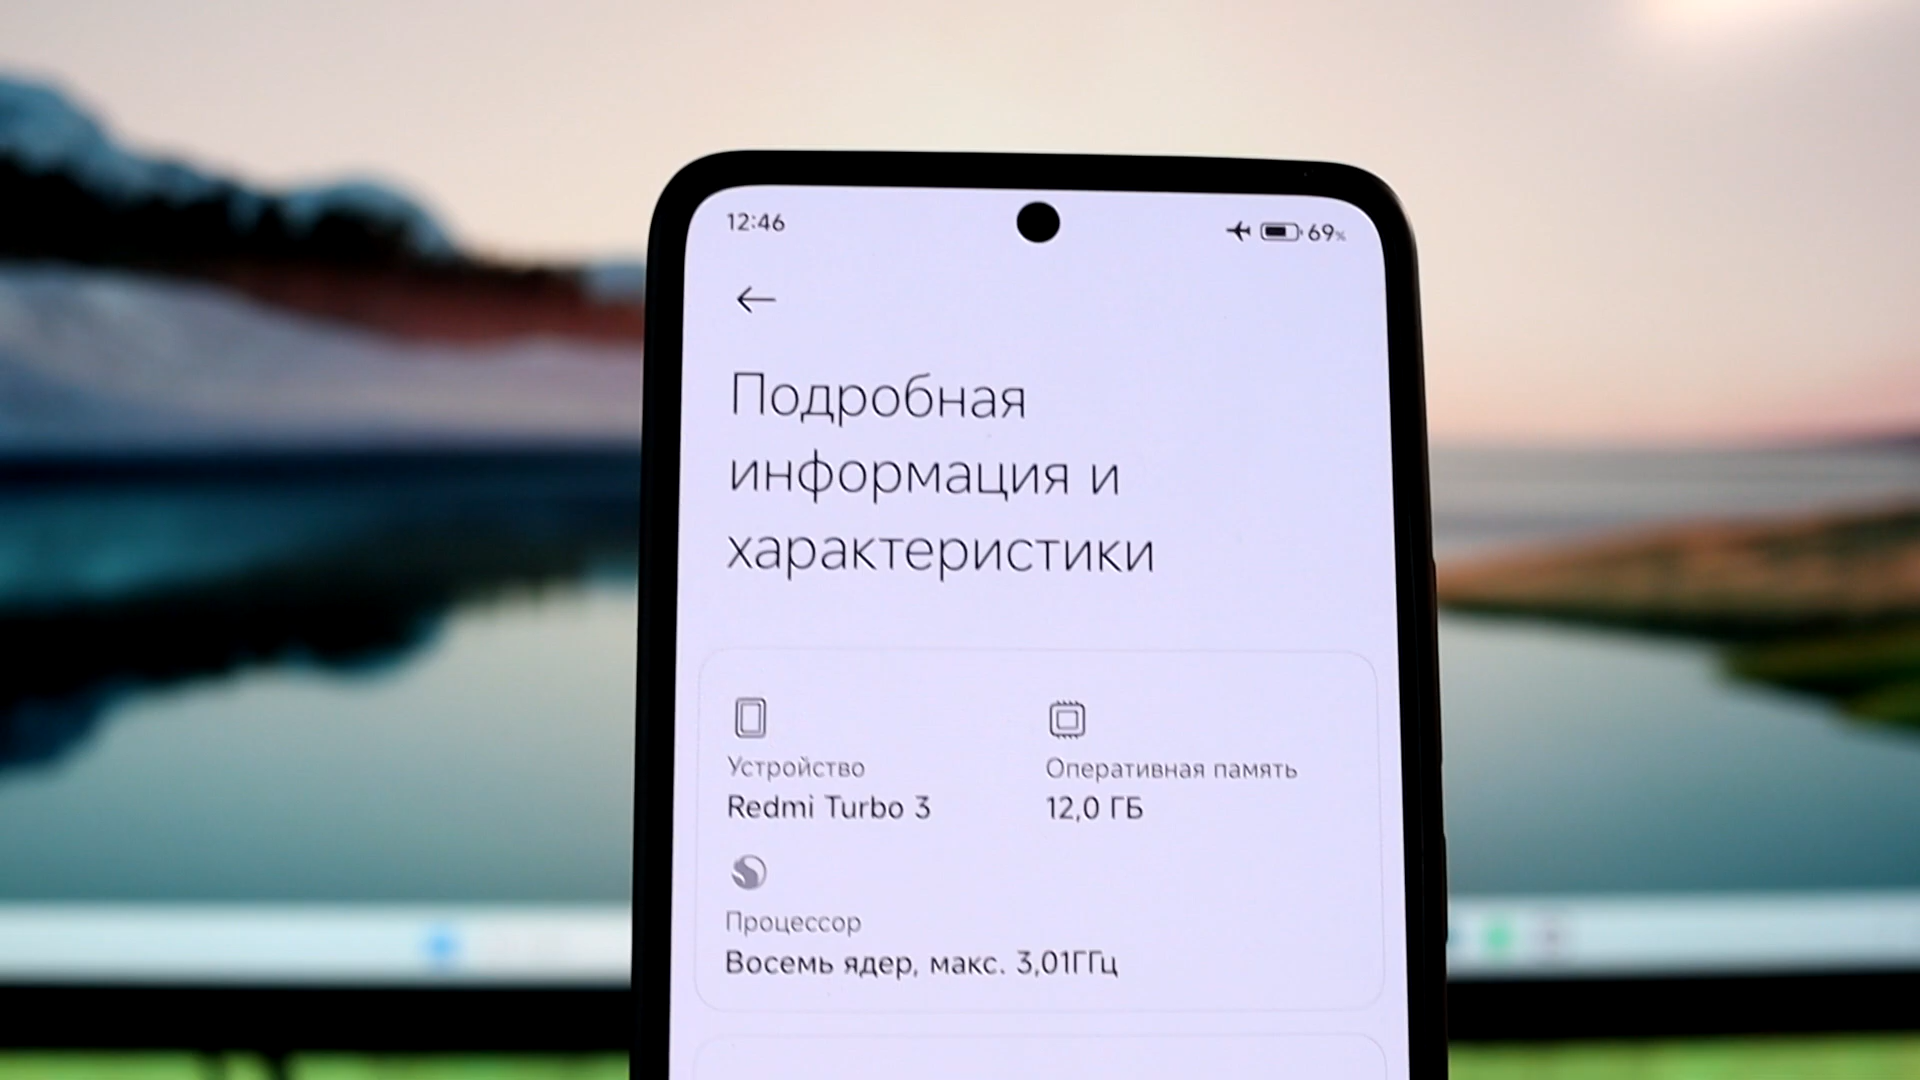 12:46
69%
Подробная
информация и
характеристики
Устройство
Redmi Turbo 3
Оперативная память
12,0 ГБ
Процессор
Восемь ядер, макс. 3,01ГГц